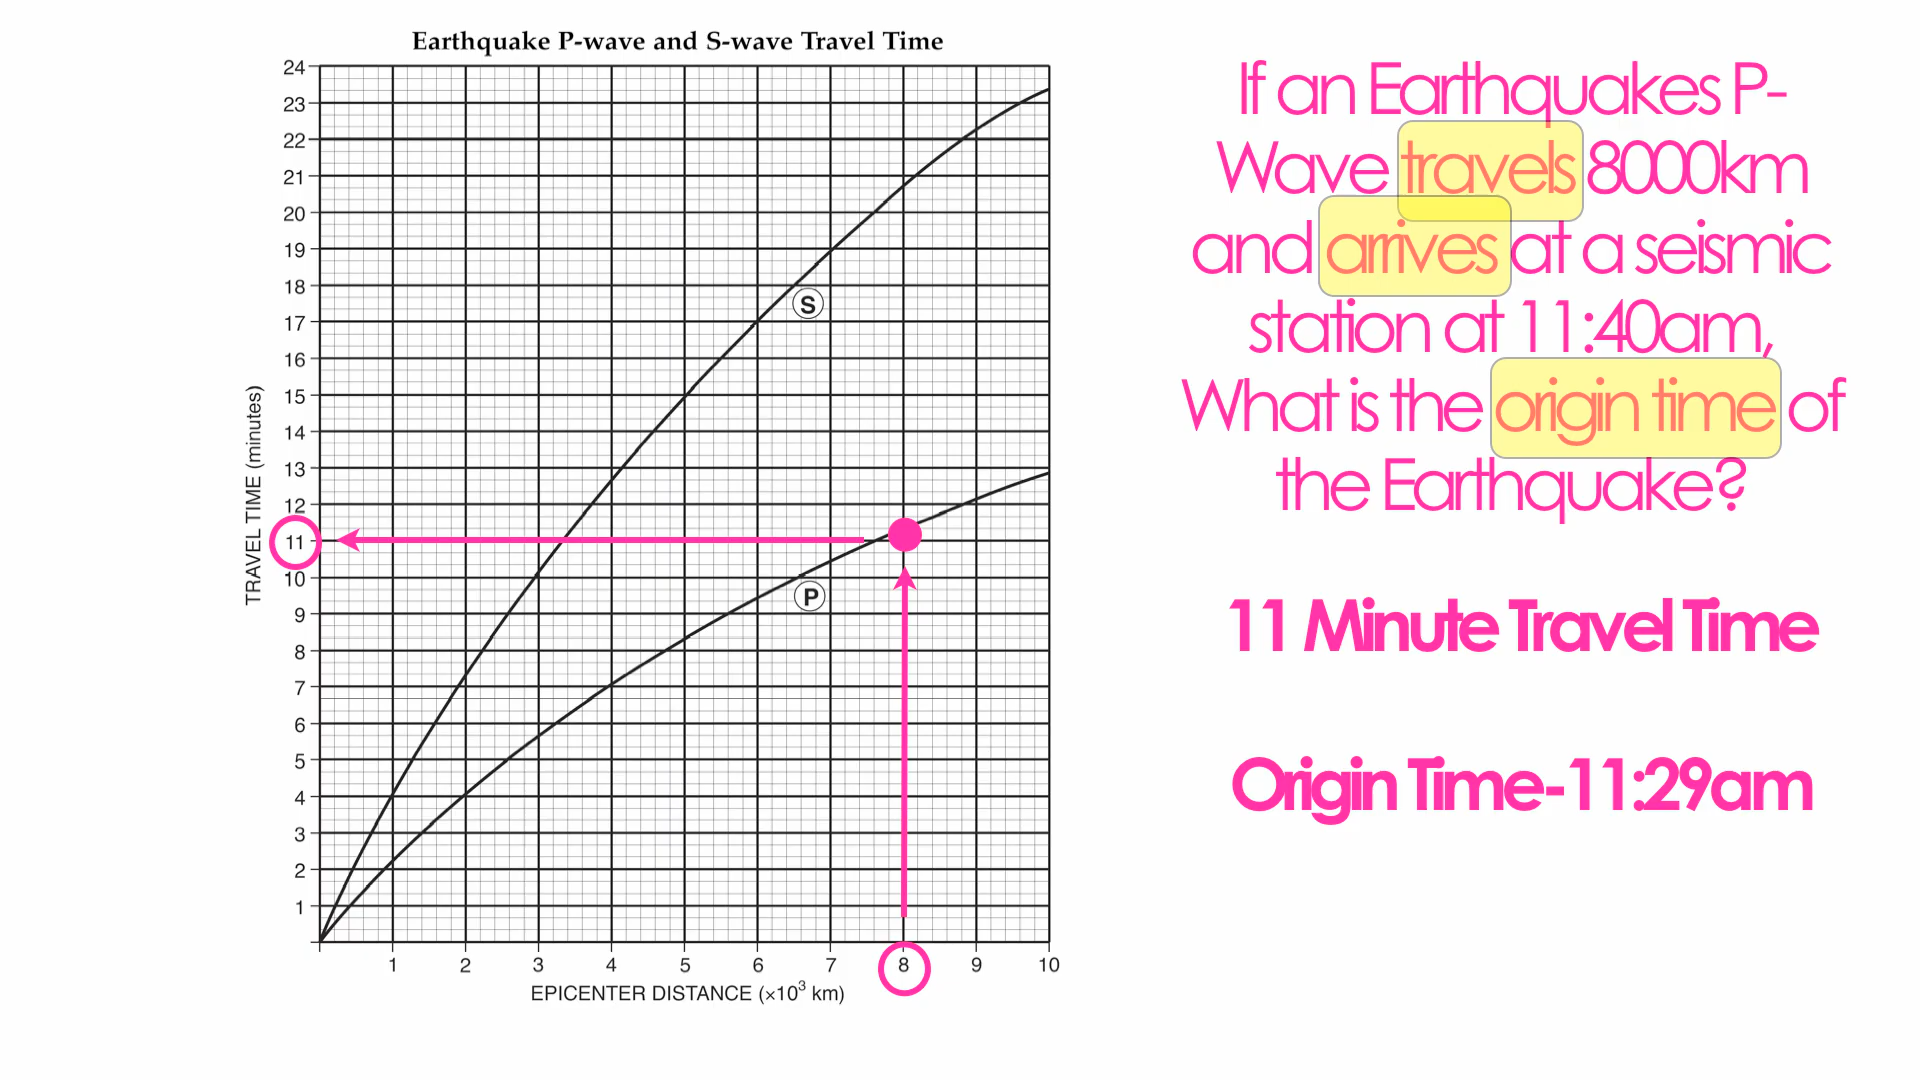 Earthquake P-wave and S-wave Travel Time
24
23
22
21
20
19
18
17
16
15
14
13
12
11
10
9
8
7
6
5
4
3
2
1
TRAVEL TIME (minutes)
S
P
1 2 3 4 5 6 7 8 9 10
EPICENTER DISTANCE (×10³ km)
If an Earthquakes P-
Wave travels 8000km
and arrives at a seismic
station at 11:40am,
What is the origin time of
the Earthquake?
11 Minute Travel Time
Origin Time-11:29am